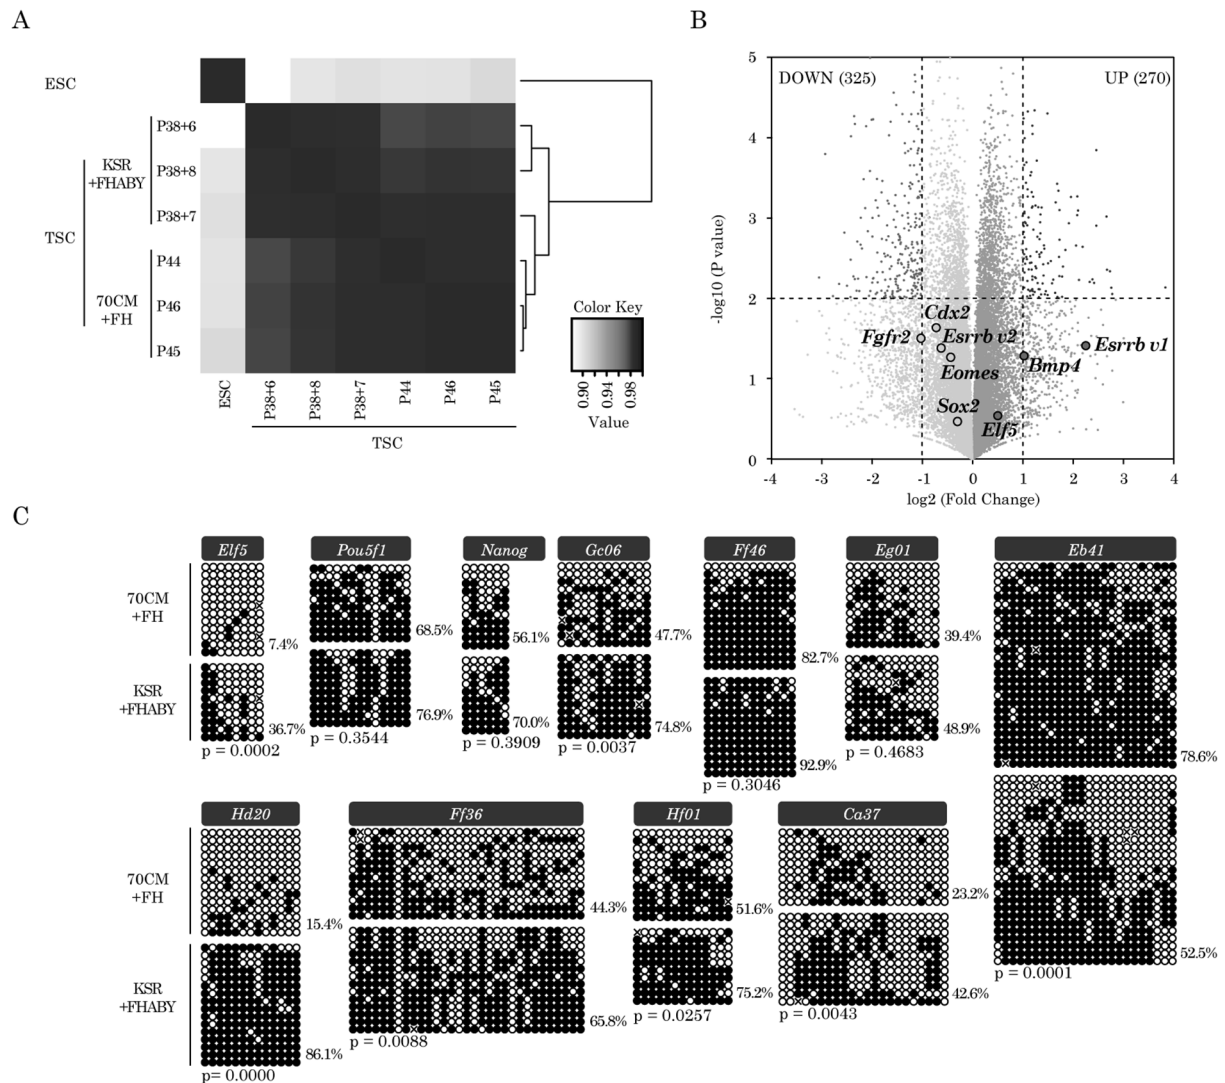 A
ESC
P38+6
KSR
+FHABY
P38+8
P38+7
TSC
P44
70CM
+FH
P46
P45
ESC
P38+6
P38+8
P38+7
P44
P46
P45
TSC
Color Key
0.90
0.94
0.98
Value
B
DOWN (325)
UP (270)
5
4
3
2
1
0
-log10 (P value)
Cdx2
Fgfr2
Esrrb v2
Esrrb v1
Eomes
Bmp4
Sox2
Elf5
-4
-3
-2
-1
0
1
2
3
4
log2 (Fold Change)
C
Elf5
Pou5f1
Nanog
Gc06
Ff46
Eg01
Eb41
70CM
+FH
7.4%
68.5%
56.1%
47.7%
82.7%
39.4%
78.6%
KSR
+FHABY
36.7%
76.9%
70.0%
74.8%
92.9%
48.9%
52.5%
p = 0.0002
p = 0.3544
p = 0.3909
p = 0.0037
p = 0.3046
p = 0.4683
p = 0.0001
Hd20
Ff36
Hf01
Ca37
70CM
+FH
15.4%
44.3%
51.6%
23.2%
KSR
+FHABY
86.1%
65.8%
75.2%
42.6%
p= 0.0000
p = 0.0088
p = 0.0257
p = 0.0043